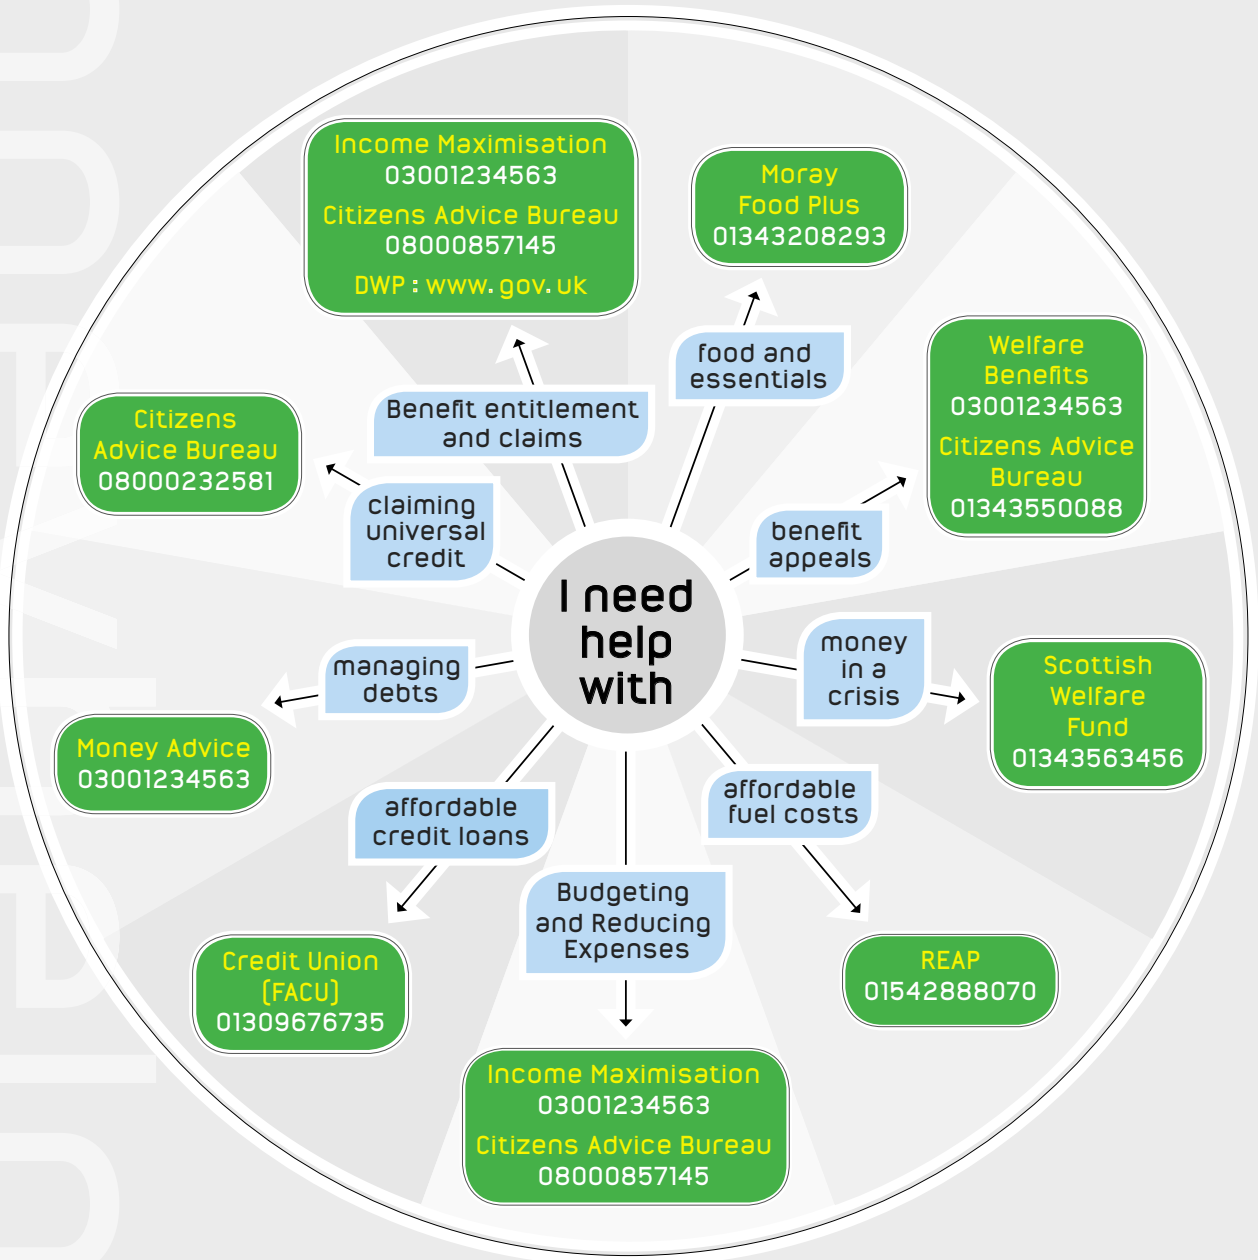 I need
help
with
food and
essentials
Moray
Food Plus
01343208293
benefit
appeals
Welfare
Benefits
03001234563
Citizens Advice
Bureau
01343550088
money
in a
crisis
Scottish
Welfare
Fund
01343563456
affordable
fuel costs
REAP
01542888070
Budgeting
and Reducing
Expenses
Income Maximisation
03001234563
Citizens Advice Bureau
08000857145
affordable
credit loans
Credit Union
(FACU)
01309676735
managing
debts
Money Advice
03001234563
claiming
universal
credit
Citizens
Advice Bureau
08000232581
Benefit entitlement
and claims
Income Maximisation
03001234563
Citizens Advice Bureau
08000857145
DWP : www.gov.uk